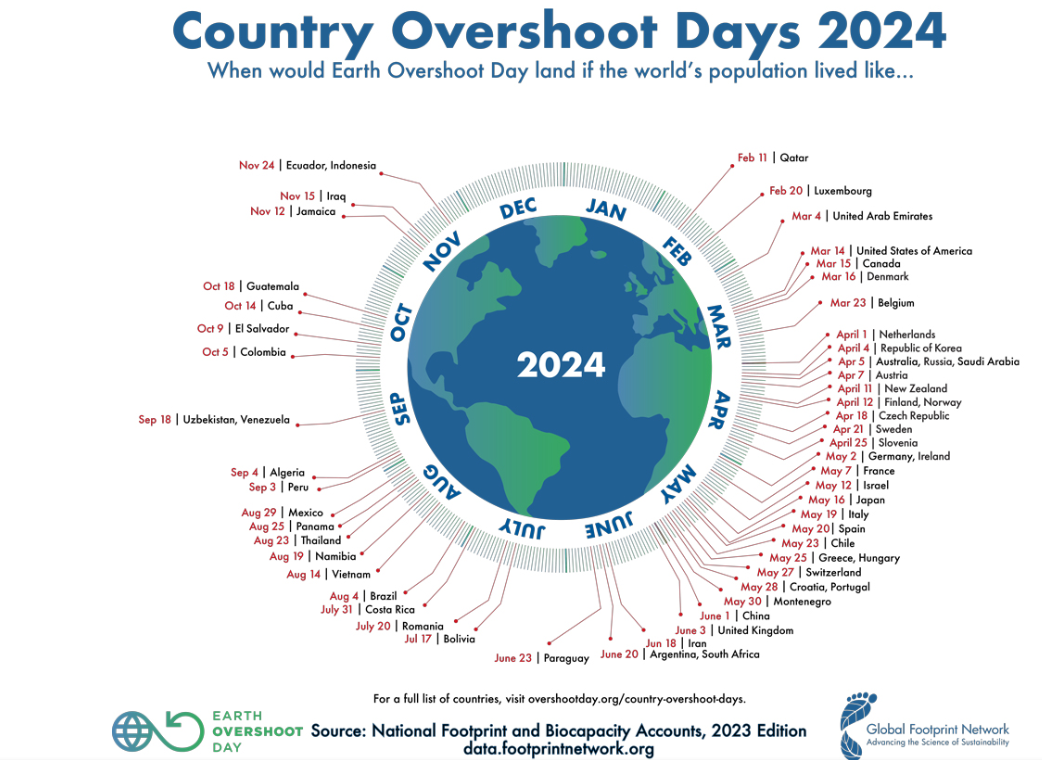 Country Overshoot Days 2024
When would Earth Overshoot Day land if the world's population lived like...
Feb 11 | Qatar
Feb 20 | Luxembourg
Mar 4 | United Arab Emirates
Mar 14 | United States of America
Mar 15 | Canada
Mar 16 | Denmark
Mar 23 | Belgium
April 1 | Netherlands
April 4 | Republic of Korea
Apr 5 | Australia, Russia, Saudi Arabia
Apr 7 | Austria
April 11 | New Zealand
April 12 | Finland, Norway
Apr 18 | Czech Republic
Apr 21 | Sweden
April 25 | Slovenia
May 2 | Germany, Ireland
May 7 | France
May 12 | Israel
May 16 | Japan
May 19 | Italy
May 20| Spain
May 23 | Chile
May 25 | Greece, Hungary
May 27 | Switzerland
May 28 | Croatia, Portugal
May 30 | Montenegro
June 1 | China
June 3 | United Kingdom
Jun 18 | Iran
June 20 | Argentina, South Africa
June 23 | Paraguay
Jul 17 | Bolivia
July 20 | Romania
July 31 | Costa Rica
Aug 4 | Brazil
Aug 14 | Vietnam
Aug 19 | Namibia
Aug 23 | Thailand
Aug 25 | Panama
Aug 29 | Mexico
Sep 3 | Peru
Sep 4 | Algeria
Sep 18 | Uzbekistan, Venezuela
Oct 5 | Colombia
Oct 9 | El Salvador
Oct 14 | Cuba
Oct 18 | Guatemala
Nov 12 | Jamaica
Nov 15 | Iraq
Nov 24 | Ecuador, Indonesia
JAN
FEB
MAR
APR
MAY
JUNE
JULY
AUG
SEP
OCT
NOV
DEC
2024
For a full list of countries, visit overshootday.org/country-overshoot-days.
EARTH
OVERSHOOT
DAY
Source: National Footprint and Biocapacity Accounts, 2023 Edition
data.footprintnetwork.org
Global Footprint Network
Advancing the Science of Sustainability